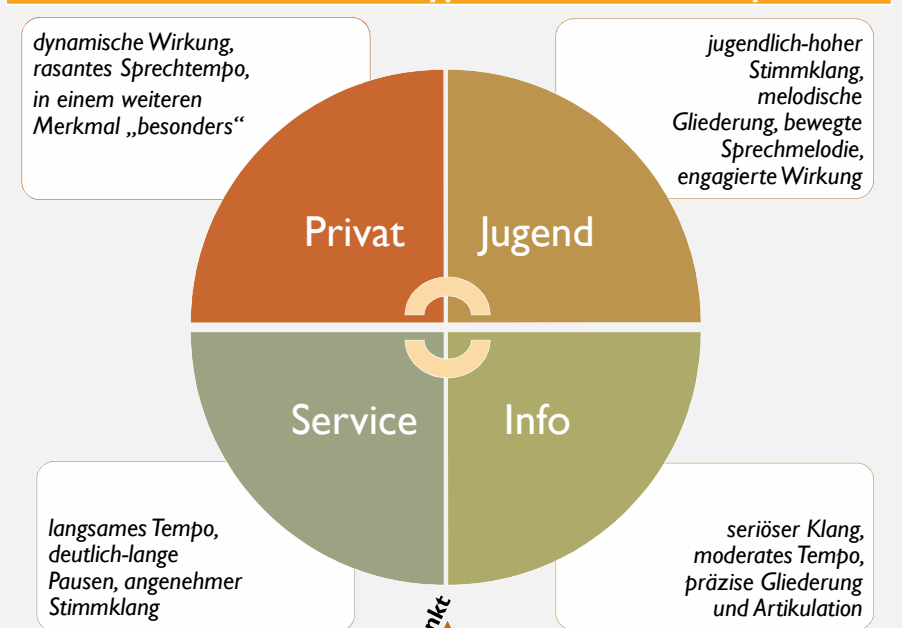 dynamische Wirkung,
rasantes Sprechtempo,
in einem weiteren
Merkmal „besonders“
jugendlich-hoher
Stimmklang,
melodische
Gliederung, bewegte
Sprechmelodie,
engagierte Wirkung
Privat
Jugend
Service
Info
langsames Tempo,
deutlich-lange
Pausen, angenehmer
Stimmklang
seriöser Klang,
moderates Tempo,
präzise Gliederung
und Artikulation